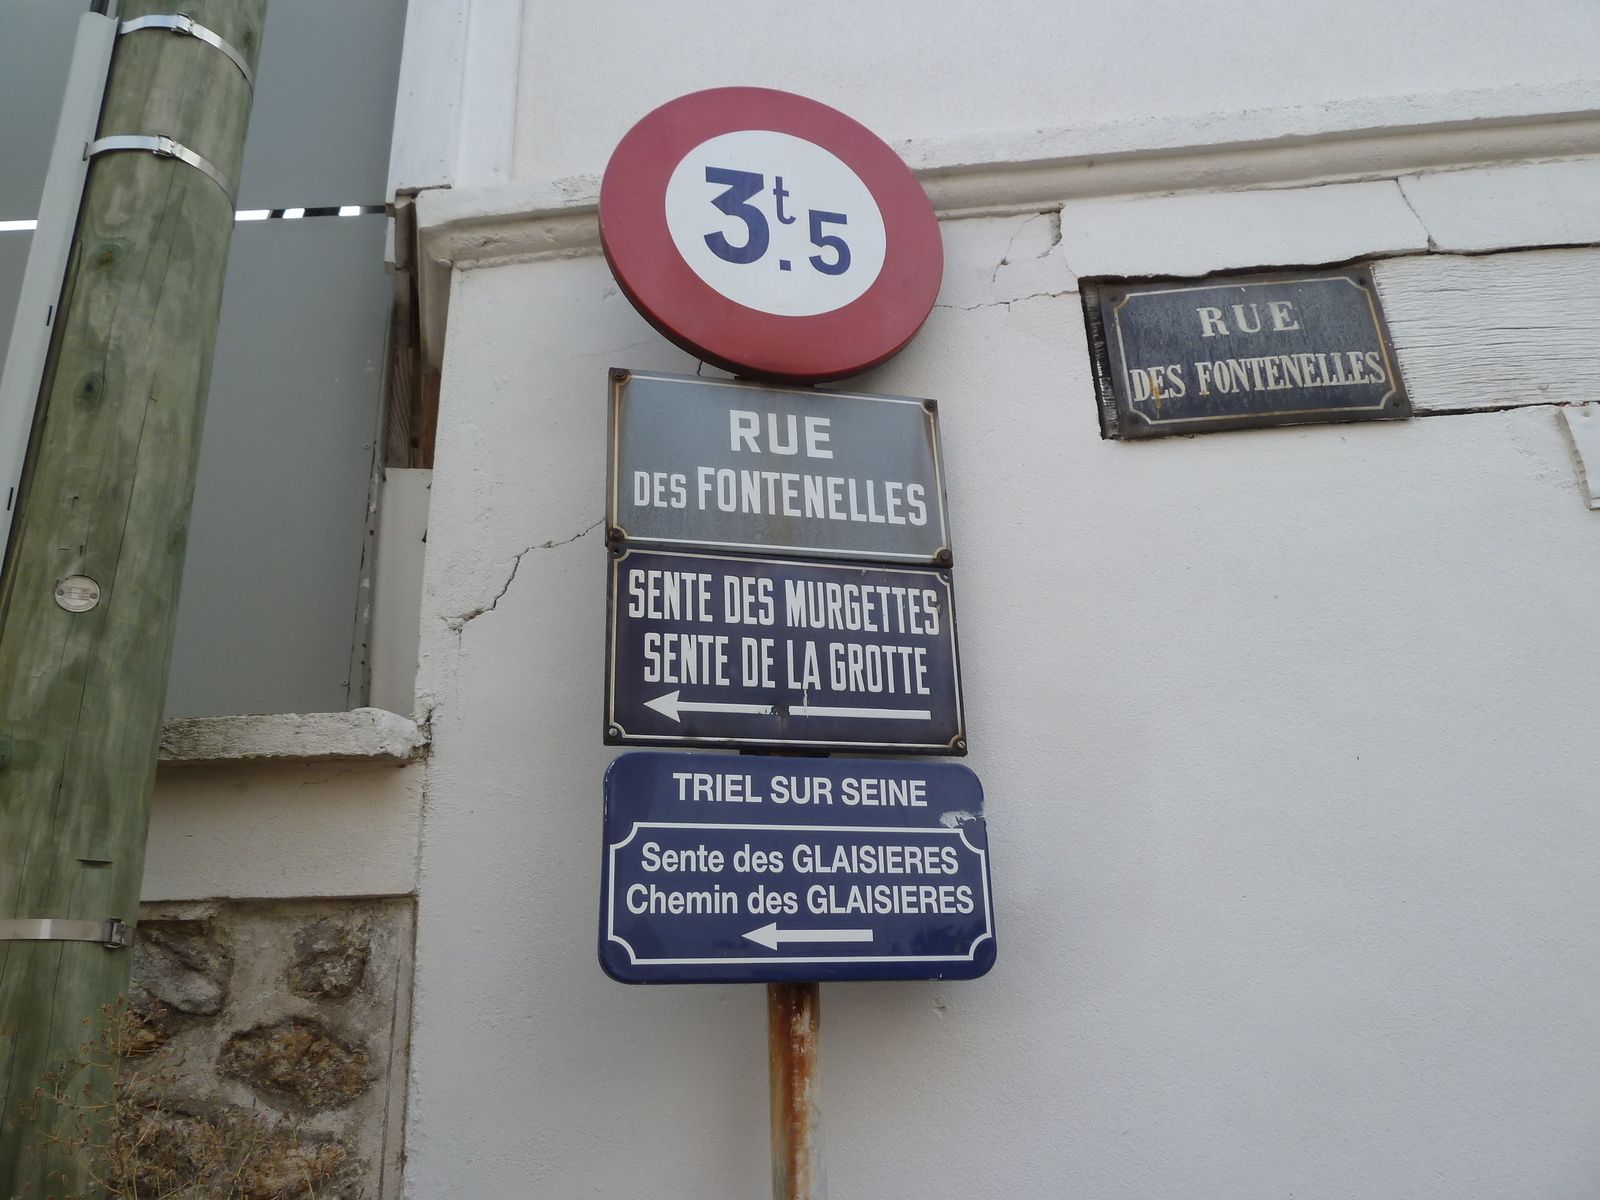 3t.5
RUE
DES FONTENELLES
SENTE DES MURGETTES
SENTE DE LA GROTTE
TRIEL SUR SEINE
Sente des GLAISIERES
Chemin des GLAISIERES
RUE
DES FONTENELLES